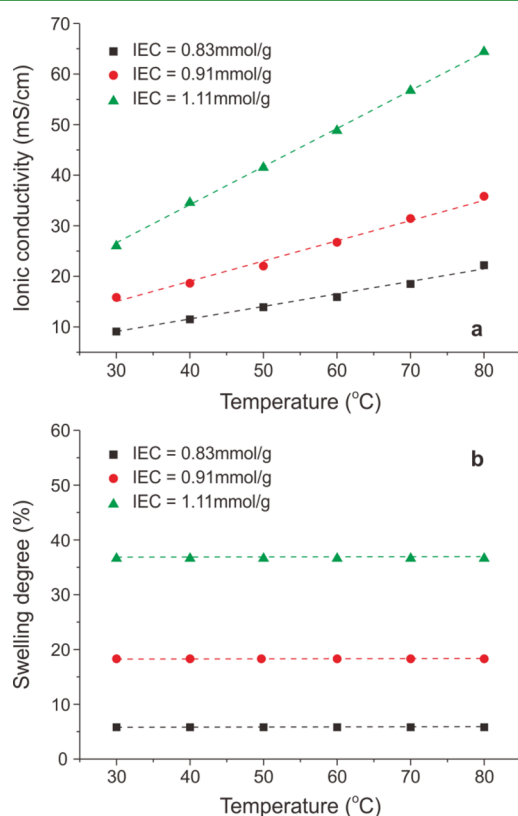 70
60
50
40
30
20
10
Ionic conductivity (mS/cm)
IEC = 0.83mmol/g
IEC = 0.91mmol/g
IEC = 1.11mmol/g
a
30 40 50 60 70 80
Temperature (°C)
60
50
40
30
20
10
0
Swelling degree (%)
IEC = 0.83mmol/g
IEC = 0.91mmol/g
IEC = 1.11mmol/g
b
30 40 50 60 70 80
Temperature (°C)